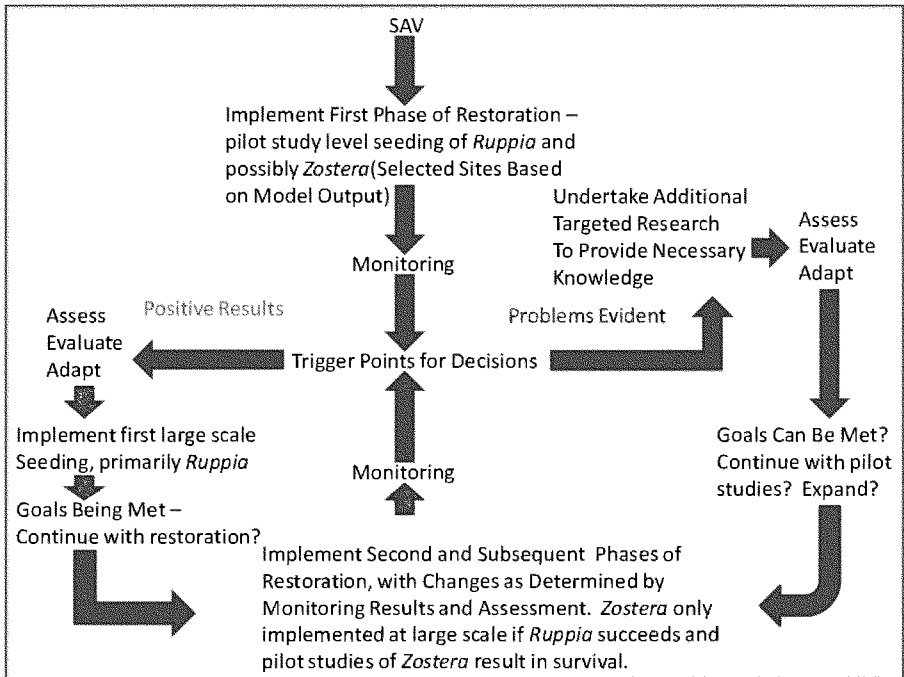 SAV
Implement First Phase of Restoration –
pilot study level seeding of Ruppia and
possibly Zostera(Selected Sites Based
on Model Output)
Monitoring
Undertake Additional
Targeted Research
To Provide Necessary
Knowledge
Assess
Evaluate
Adapt
Positive Results
Problems Evident
Assess
Evaluate
Adapt
Trigger Points for Decisions
Implement first large scale
Seeding, primarily Ruppia
Goals Being Met –
Continue with restoration?
Monitoring
Goals Can Be Met?
Continue with pilot
studies? Expand?
Implement Second and Subsequent Phases of
Restoration, with Changes as Determined by
Monitoring Results and Assessment. Zostera only
implemented at large scale if Ruppia succeeds and
pilot studies of Zostera result in survival.